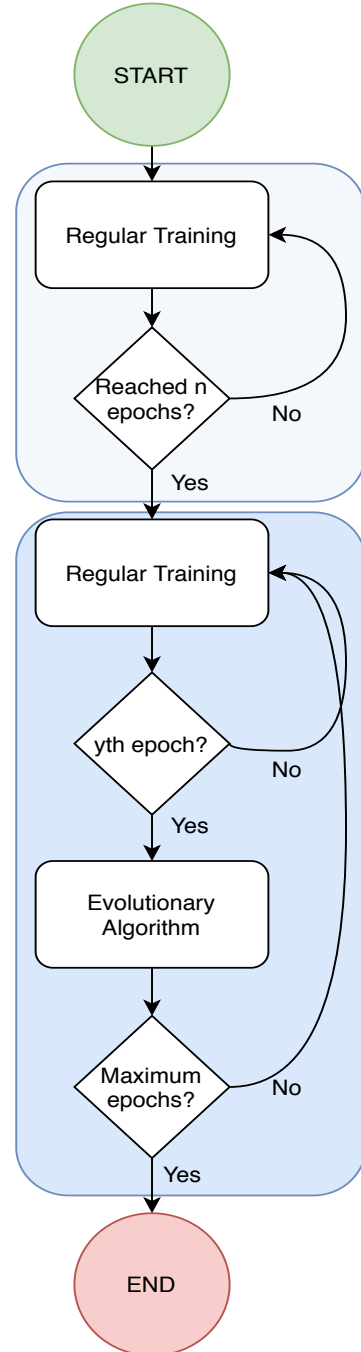 START
Regular Training
Reached n
epochs?
No
Yes
Regular Training
yth epoch?
No
Yes
Evolutionary
Algorithm
Maximum
epochs?
No
Yes
END